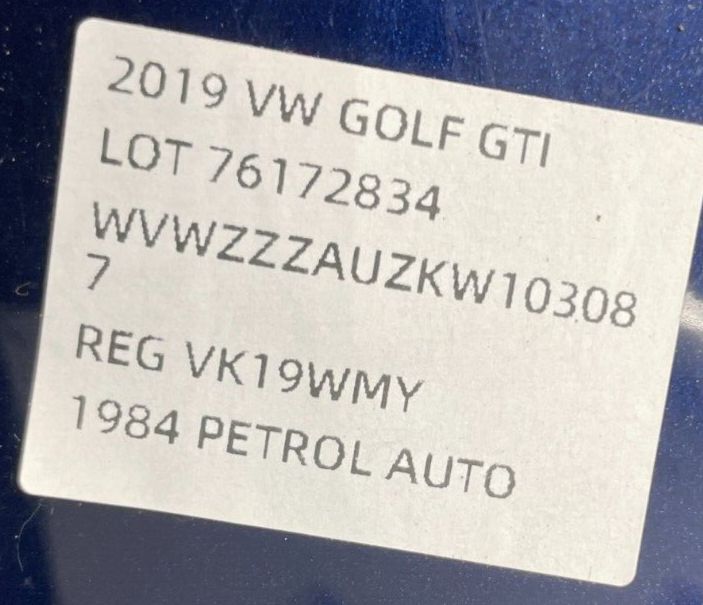 2019 VW GOLF GTI
LOT 76172834
WVWZZZAUZKW10308
7
REG VK19WMY
1984 PETROL AUTO